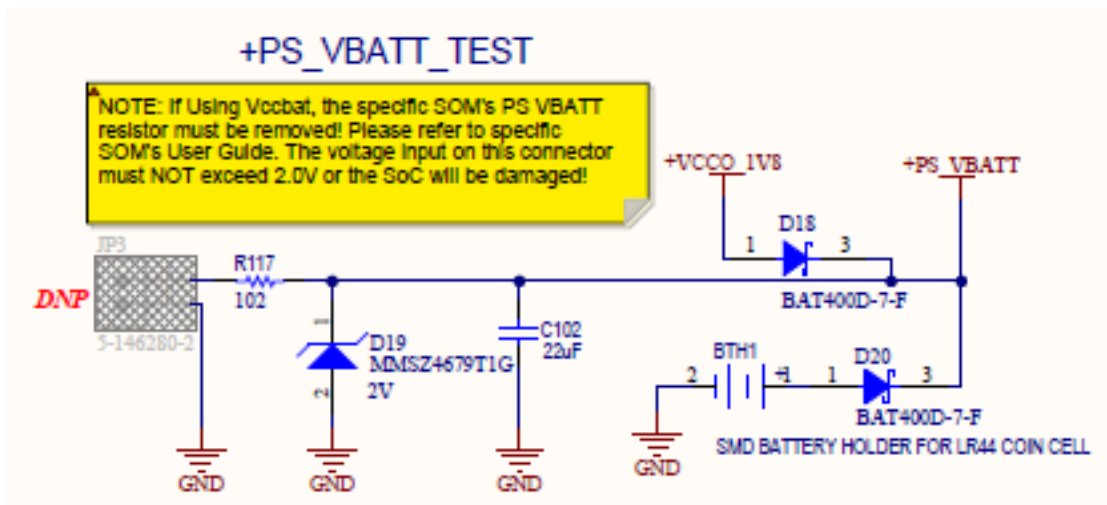 +PS_VBATT_TEST
NOTE: If Using Vccbat, the specific SOM's PS VBATT
resistor must be removed! Please refer to specific
SOM's User Guide. The voltage input on this connector
must NOT exceed 2.0V or the SoC will be damaged!
+VCCO_1V8
+PS_VBATT
D18
1
3
BAT400D-7-F
JP3
R117
102
DNP
5-146280-2
1
D19
MMSZ4679T1G
2V
2
C102
22uF
BTH1
2
+1
D20
1
3
BAT400D-7-F
SMD BATTERY HOLDER FOR LR44 COIN CELL
GND
GND
GND
GND